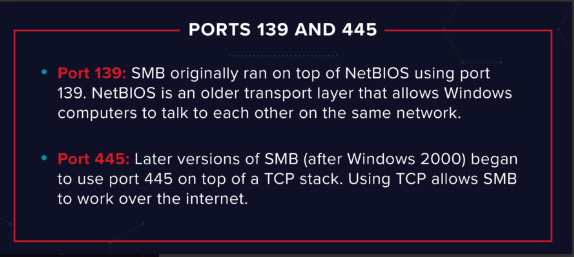 PORTS 139 AND 445
• Port 139: SMB originally ran on top of NetBIOS using port
139. NetBIOS is an older transport layer that allows Windows
computers to talk to each other on the same network.
• Port 445: Later versions of SMB (after Windows 2000) began
to use port 445 on top of a TCP stack. Using TCP allows SMB
to work over the internet.